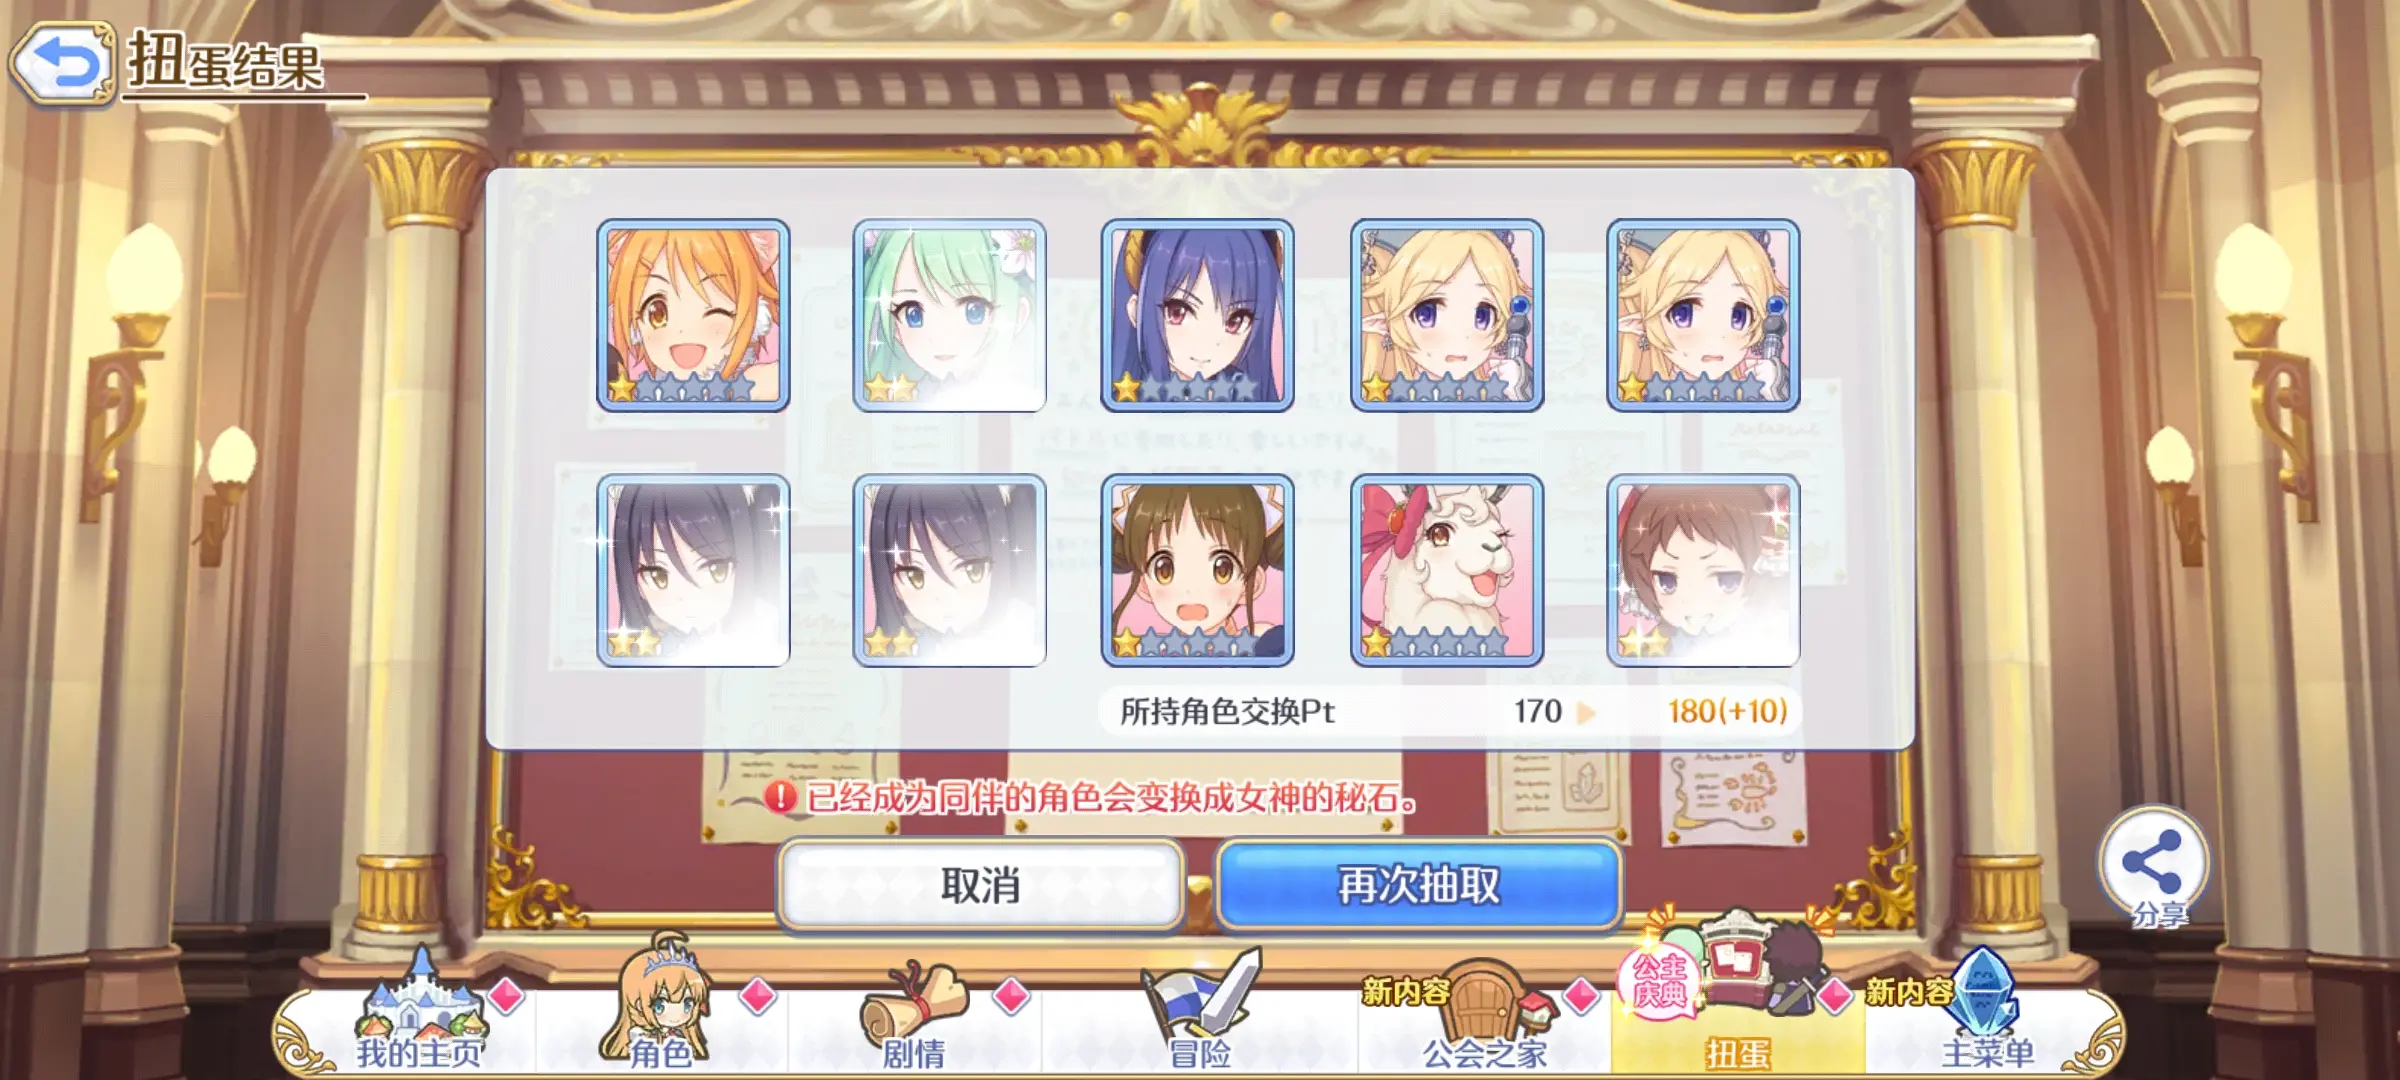 扭蛋结果
所持角色交换Pt 170 180(+10)
已经成为同伴的角色会变换成女神的秘石。
取消
再次抽取
分享
我的主页
角色
剧情
冒险
新内容
公会之家
公主
庆典
扭蛋
新内容
主菜单